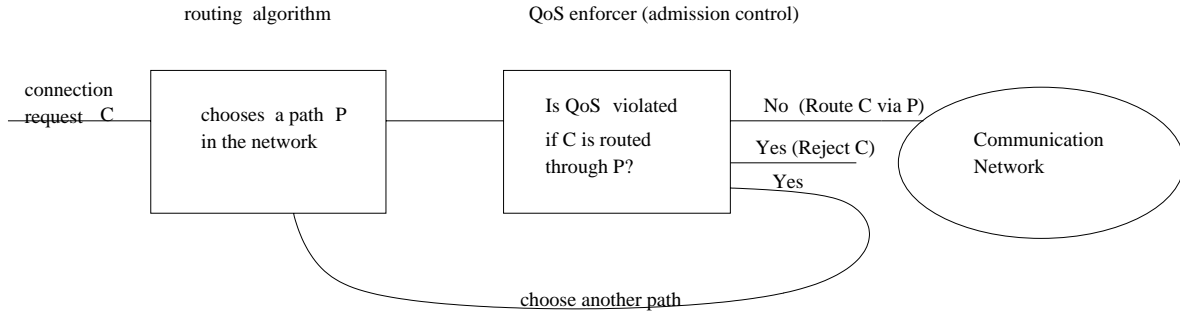 routing algorithm
QoS enforcer (admission control)
connection
request C
chooses a path P
in the network
Is QoS violated
if C is routed
through P?
No (Route C via P)
Yes (Reject C)
Yes
Communication
Network
choose another path